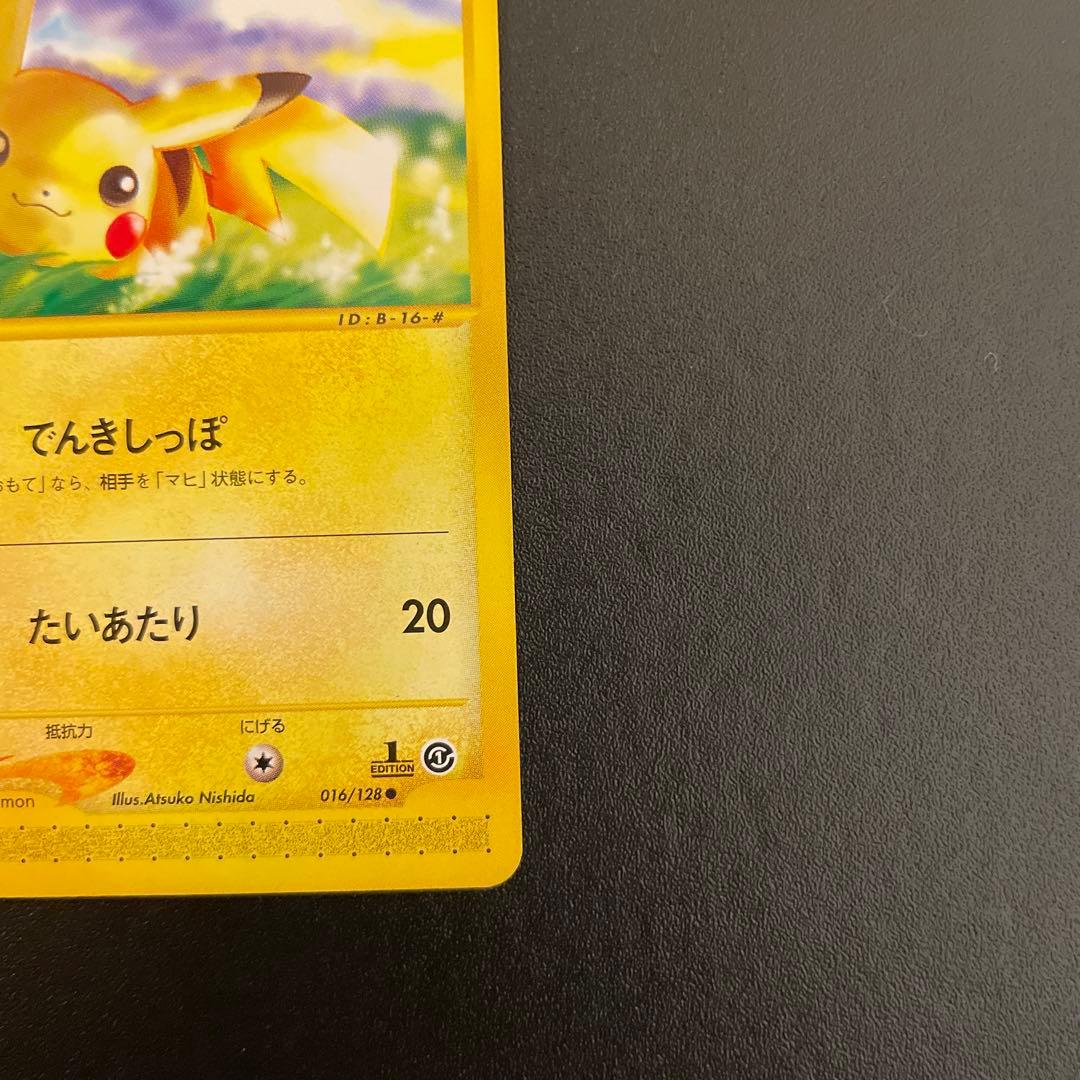 ID:B-16-#
でんきしっぽ
もて」なら、相手を「マヒ」状態にする。
たいあたり
20
抵抗力
にげる
1
EDITION
mon
Illus.Atsuko Nishida
016/128●